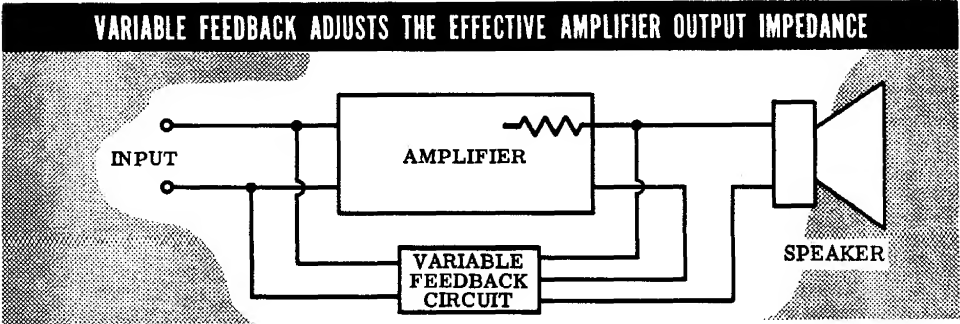 VARIABLE FEEDBACK ADJUSTS THE EFFECTIVE AMPLIFIER OUTPUT IMPEDANCE
INPUT
AMPLIFIER
SPEAKER
VARIABLE
FEEDBACK
CIRCUIT